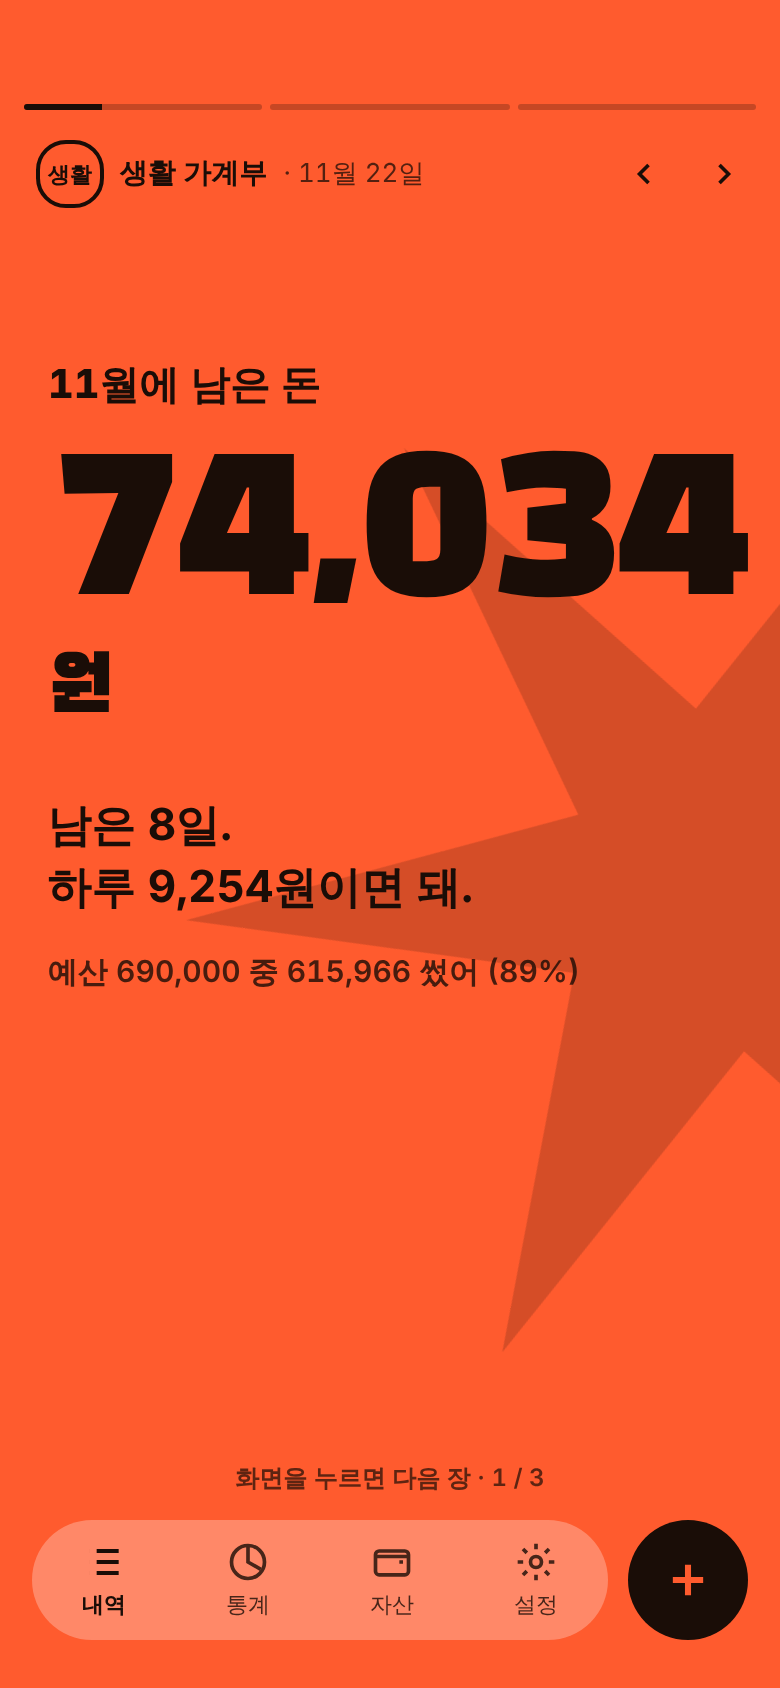 생활 생활 가계부 · 11월 22일
11월에 남은 돈
74,034
원
남은 8일.
하루 9,254원이면 돼.
예산 690,000 중 615,966 썼어 (89%)
화면을 누르면 다음 장 · 1 / 3
내역 통계 자산 설정